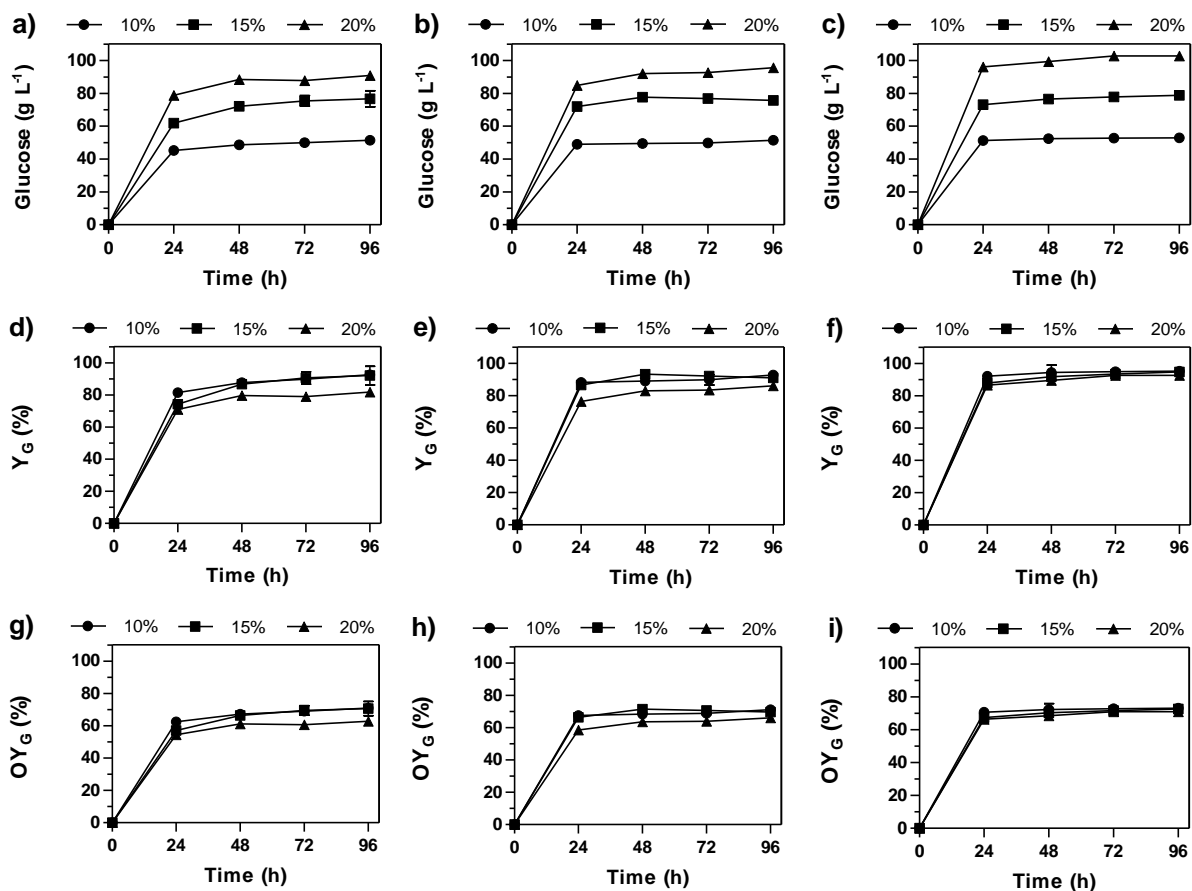 a) 10% 15% 20%
Glucose (g L-1)
100
80
60
40
20
0
0 24 48 72 96
Time (h)
b) 10% 15% 20%
Glucose (g L-1)
100
80
60
40
20
0
0 24 48 72 96
Time (h)
c) 10% 15% 20%
Glucose (g L-1)
100
80
60
40
20
0
0 24 48 72 96
Time (h)
d) 10% 15% 20%
YG (%)
100
80
60
40
20
0
0 24 48 72 96
Time (h)
e) 10% 15% 20%
YG (%)
100
80
60
40
20
0
0 24 48 72 96
Time (h)
f) 10% 15% 20%
YG (%)
100
80
60
40
20
0
0 24 48 72 96
Time (h)
g) 10% 15% 20%
OYG (%)
100
80
60
40
20
0
0 24 48 72 96
Time (h)
h) 10% 15% 20%
OYG (%)
100
80
60
40
20
0
0 24 48 72 96
Time (h)
i) 10% 15% 20%
OYG (%)
100
80
60
40
20
0
0 24 48 72 96
Time (h)